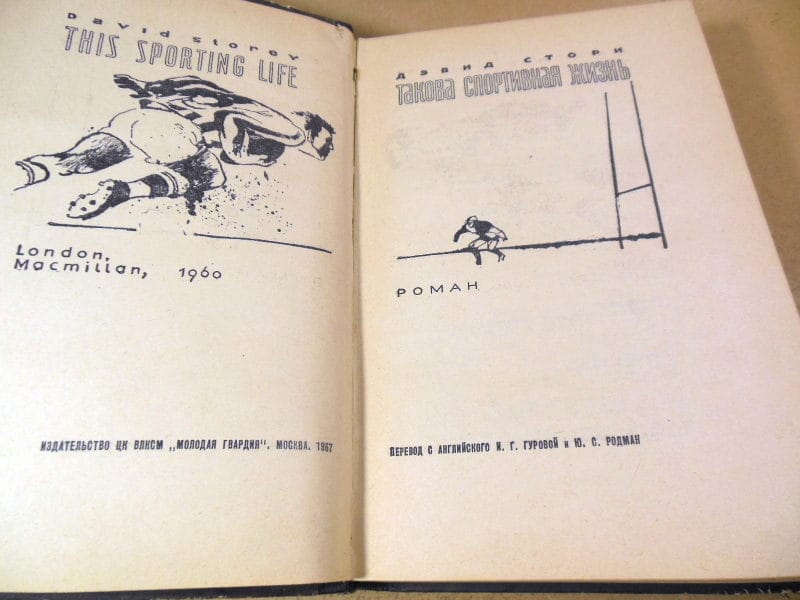 David Storey
THIS SPORTING LIFE
London,
Macmillan, 1960
ИЗДАТЕЛЬСТВО ЦК ВЛКСМ „МОЛОДАЯ ГВАРДИЯ“, МОСКВА, 1967
ДЭВИД СТОРИ
ТАКОВА СПОРТИВНАЯ ЖИЗНЬ
РОМАН
ПЕРЕВОД С АНГЛИЙСКОГО И. Г. ГУРОВОЙ и Ю. С. РОДМАН